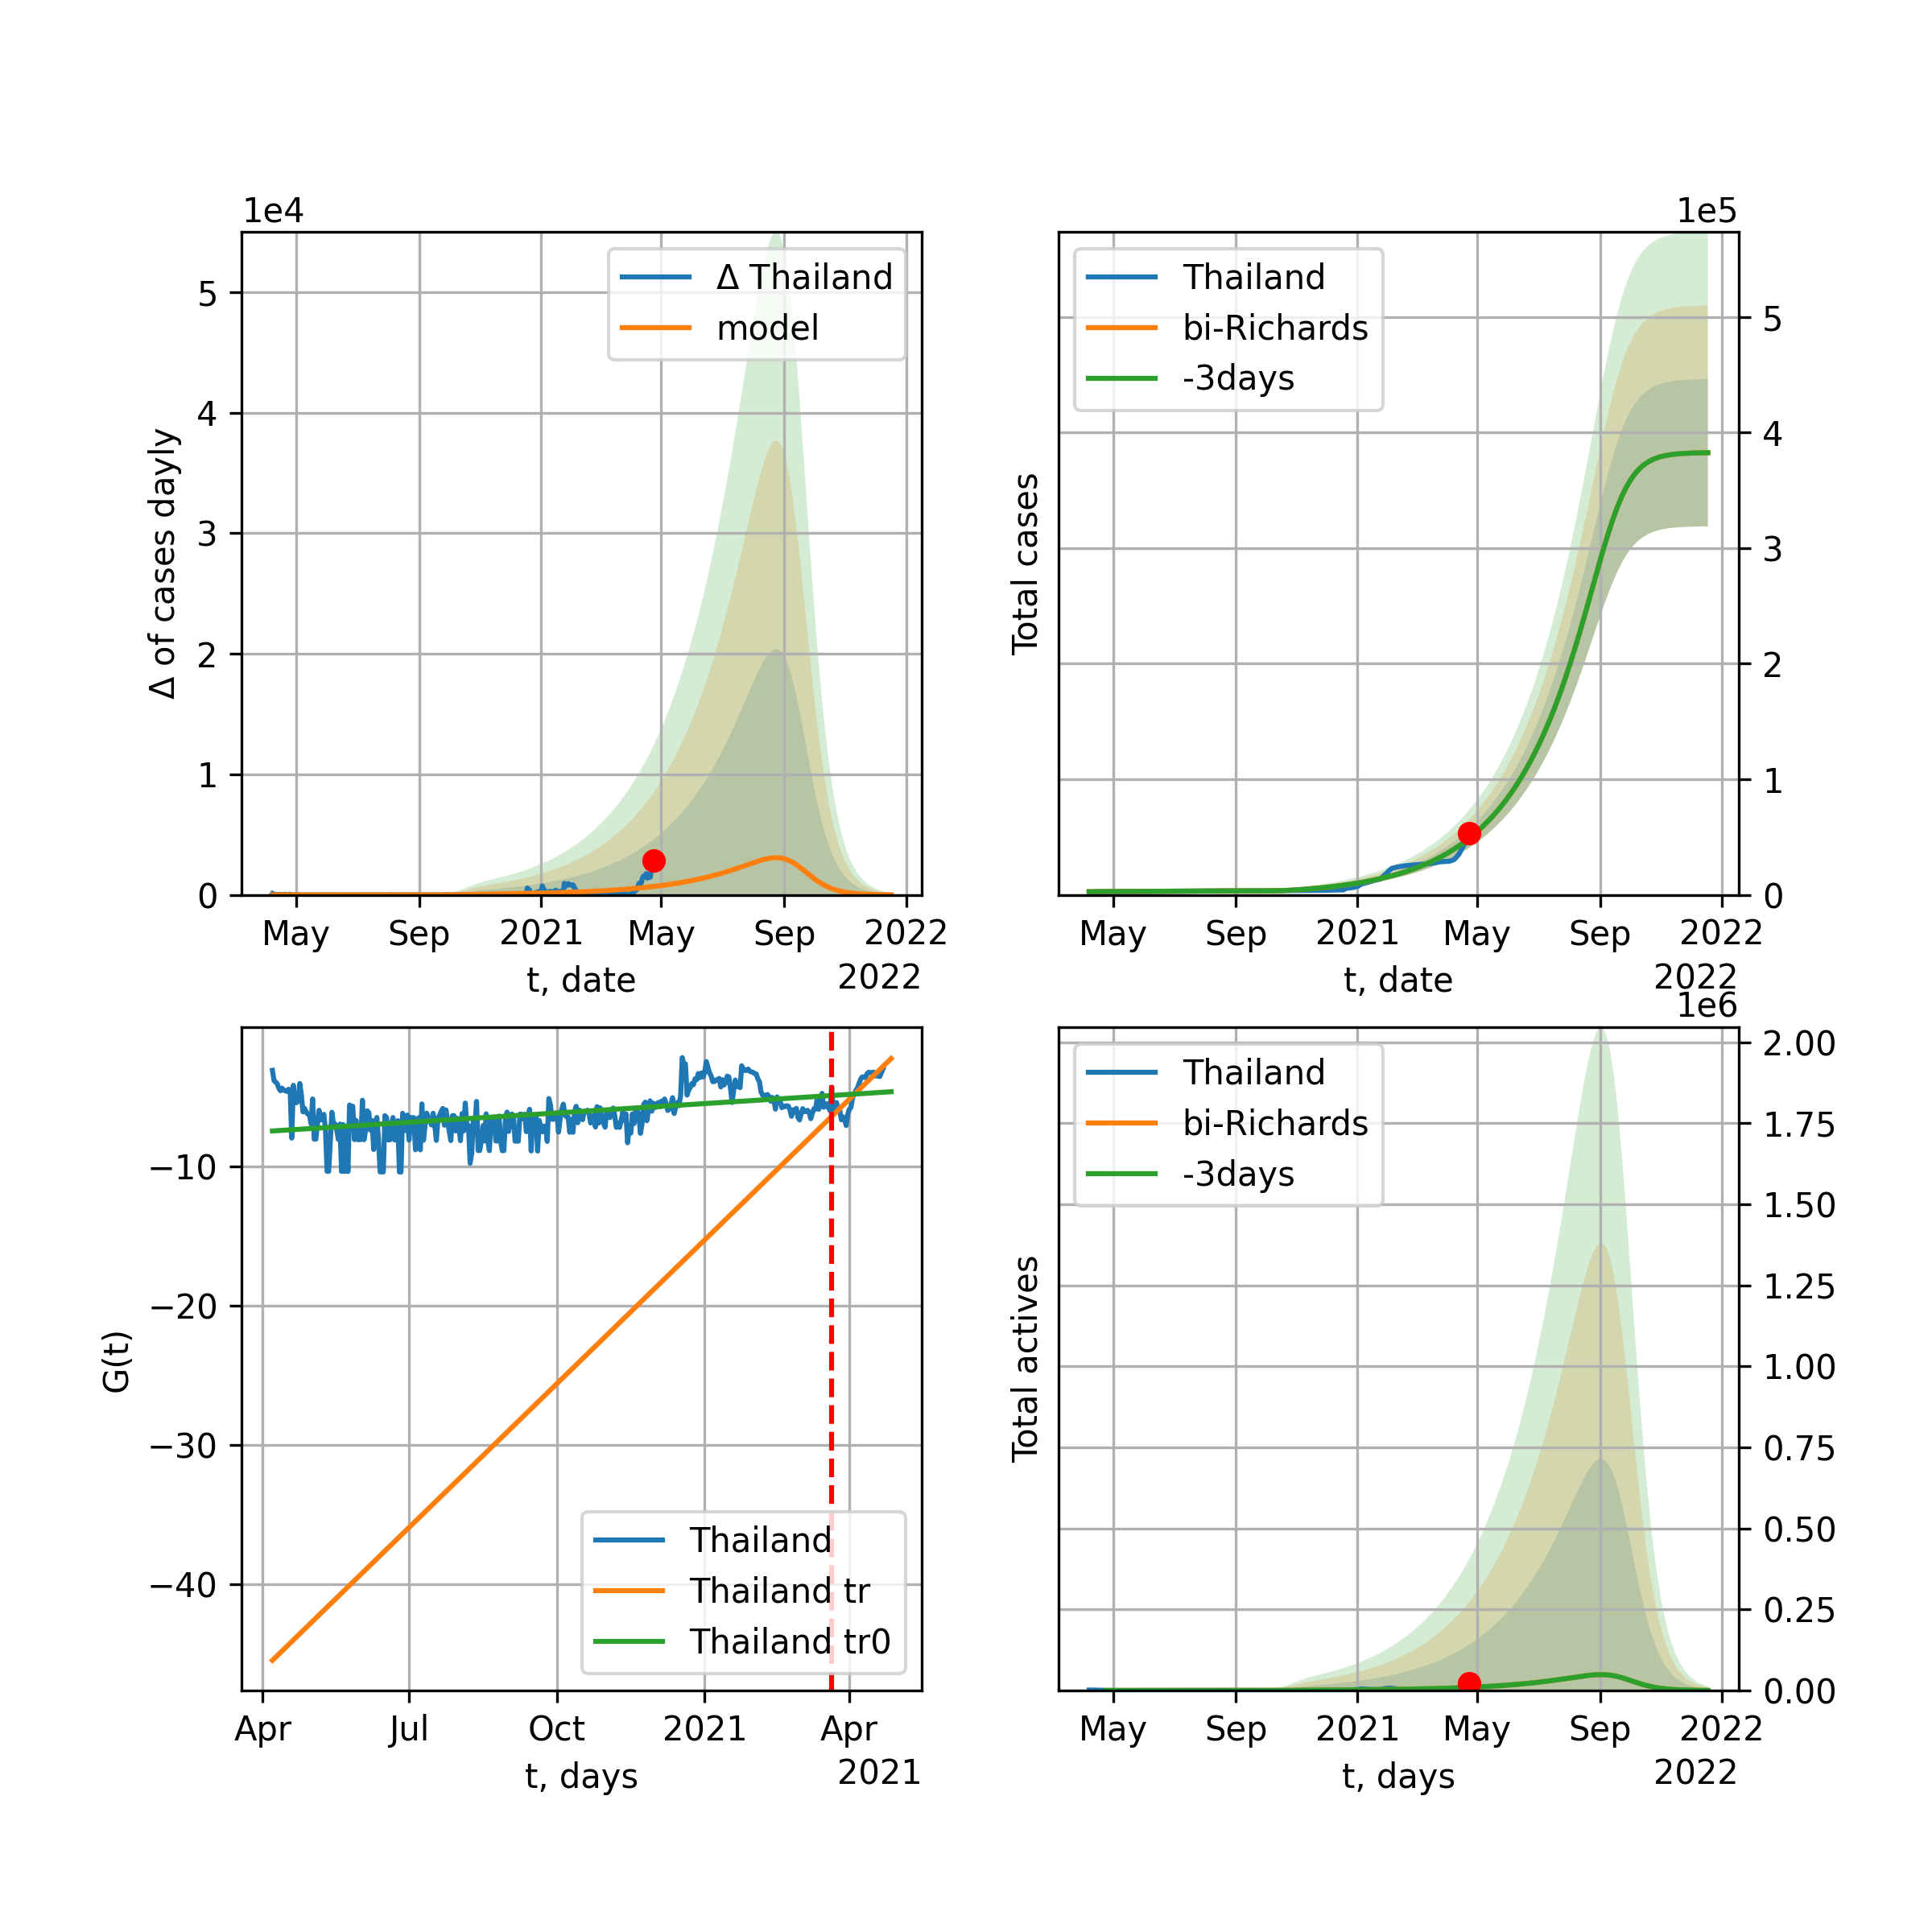 1e4
Δ Thailand
model
5
4
3
2
1
0
Δ of cases dayly
May Sep 2021 May Sep 2022
t, date 2022
1e5
Thailand
bi-Richards
-3days
5
4
3
2
1
0
Total cases
May Sep 2021 May Sep 2022
t, date 2022
−10
−20
−30
−40
G(t)
Thailand
Thailand tr
Thailand tr0
Apr Jul Oct 2021 Apr
t, days 2021
1e6
Thailand
bi-Richards
-3days
2.00
1.75
1.50
1.25
1.00
0.75
0.50
0.25
0.00
Total actives
May Sep 2021 May Sep 2022
t, days 2022